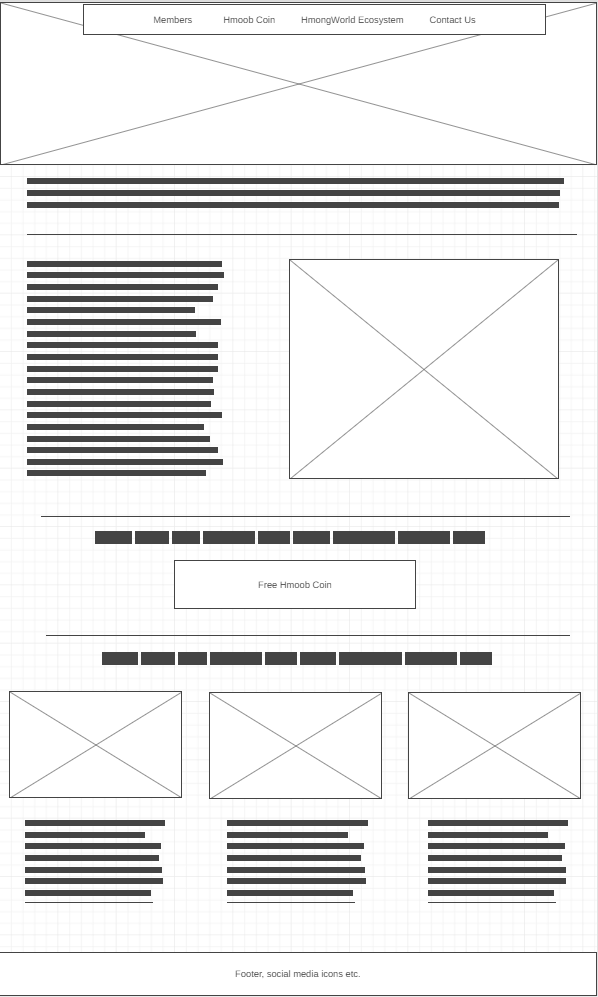 Members Hmoob Coin HmongWorld Ecosystem Contact Us
Free Hmoob Coin
Footer, social media icons etc.